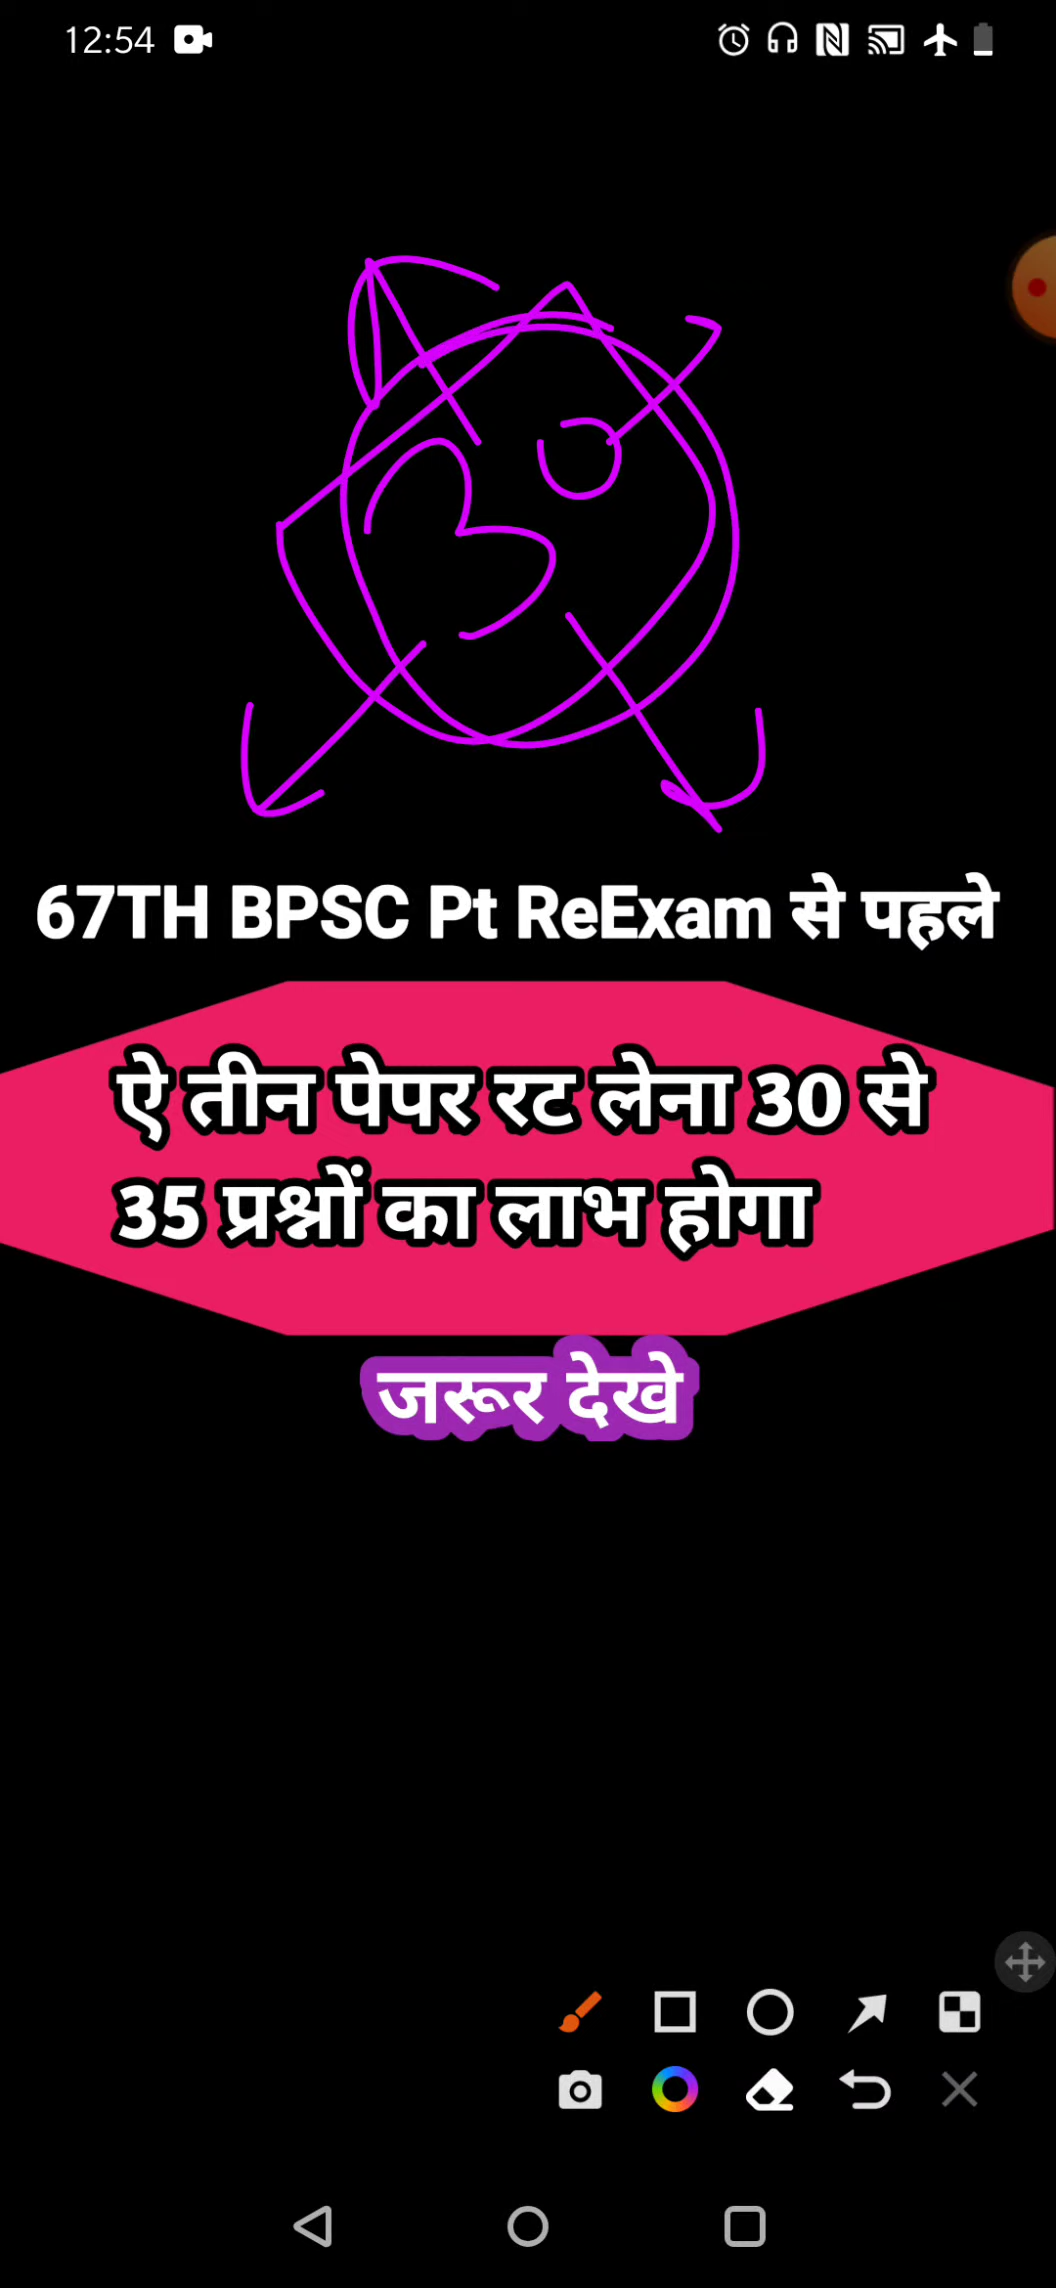 12:54
67TH BPSC Pt ReExam से पहले
ऐ तीन पेपर रट लेना 30 से
35 प्रश्नों का लाभ होगा
जरूर देखे